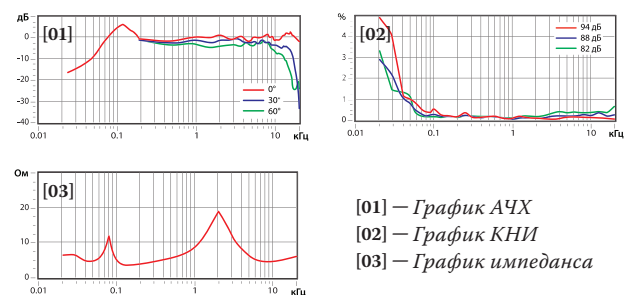 дБ
[01]
0
-10
-20
-30
-40
0°
30°
60°
0.01
0.1
1
10
кГц
%
[02]
4
3
2
1
0
94 дБ
88 дБ
82 дБ
0.01
0.1
1
10
кГц
Ом
[03]
20
10
0
0.01
0.1
1
10
кГц
[01] — График АЧХ
[02] — График КНИ
[03] — График импеданса